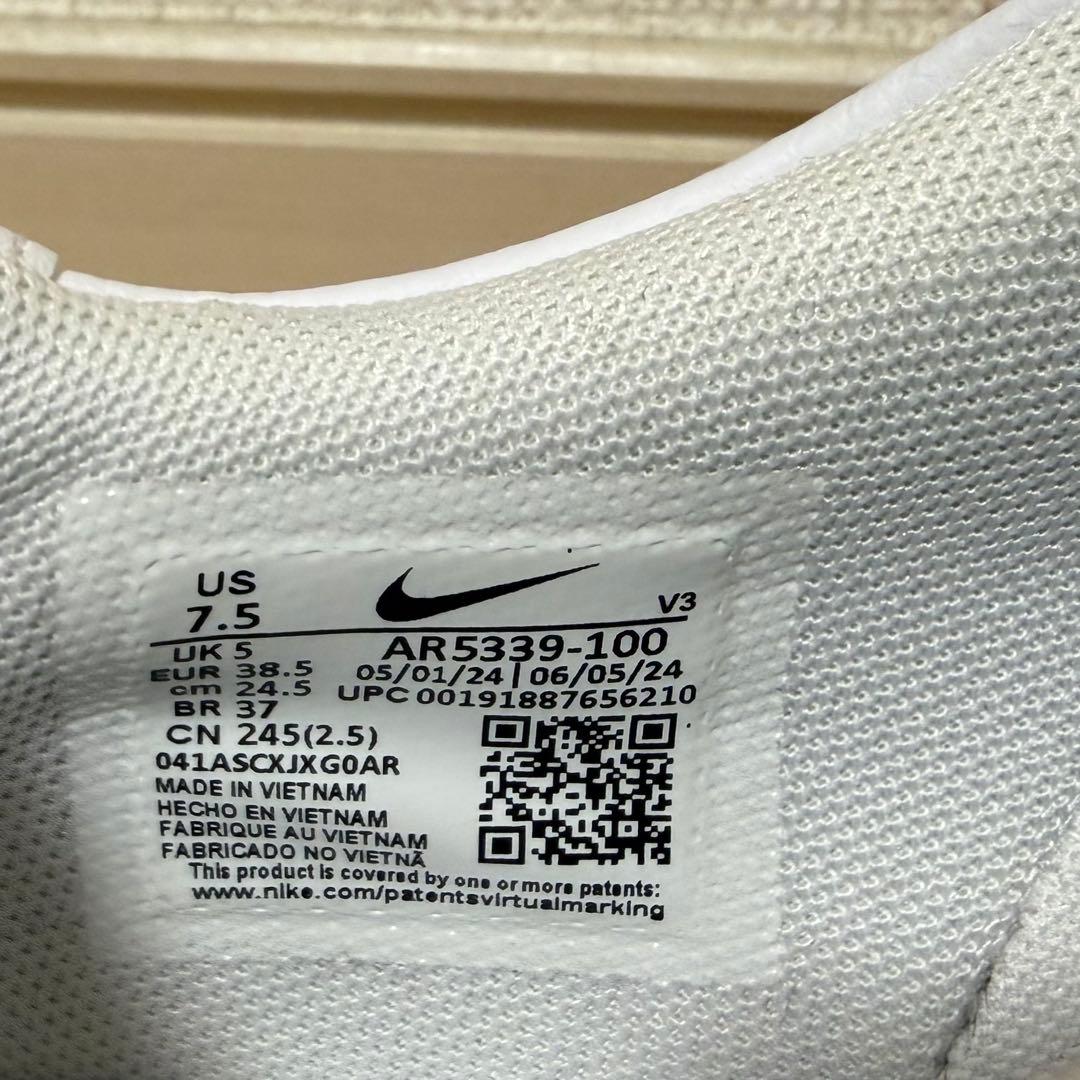 US
7.5
V3
UK 5
EUR 38.5
cm 24.5
BR 37
CN 245(2.5)
AR5339-100
05/01/24 | 06/05/24
UPC 00191887656210
041ASCXJXG0AR
MADE IN VIETNAM
HECHO EN VIETNAM
FABRIQUE AU VIETNAM
FABRICADO NO VIETNÃ
This product is covered by one or more patents:
www.nike.com/patentsvirtualmarking